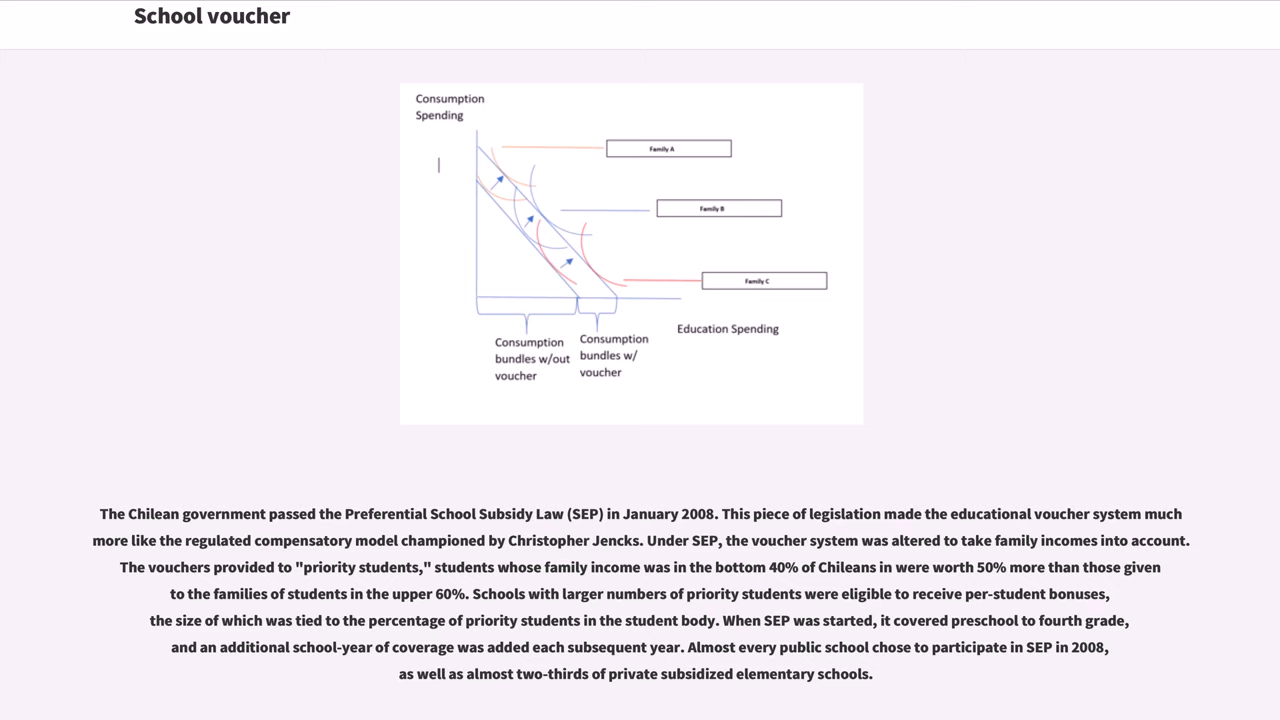 School voucher
Consumption
Spending
Family A
Family B
Family C
Education Spending
Consumption
bundles w/out
voucher
Consumption
bundles w/
voucher
The Chilean government passed the Preferential School Subsidy Law (SEP) in January 2008. This piece of legislation made the educational voucher system much
more like the regulated compensatory model championed by Christopher Jencks. Under SEP, the voucher system was altered to take family incomes into account.
The vouchers provided to "priority students," students whose family income was in the bottom 40% of Chileans in were worth 50% more than those given
to the families of students in the upper 60%. Schools with larger numbers of priority students were eligible to receive per-student bonuses,
the size of which was tied to the percentage of priority students in the student body. When SEP was started, it covered preschool to fourth grade,
and an additional school-year of coverage was added each subsequent year. Almost every public school chose to participate in SEP in 2008,
as well as almost two-thirds of private subsidized elementary schools.